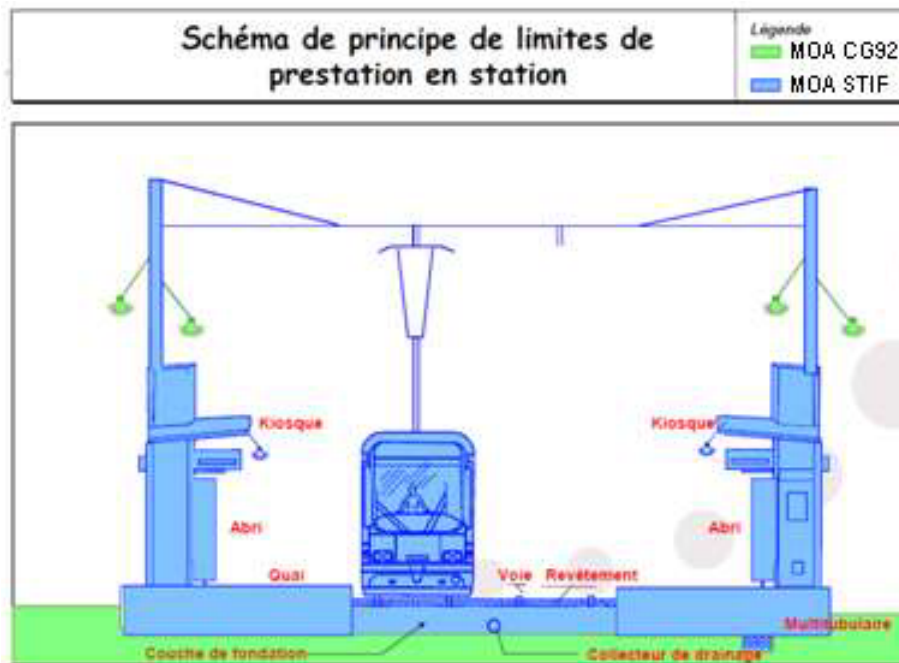 Schéma de principe de limites de
prestation en station
Légende
MOA CG92
MOA STIF
Kiosque
Kiosque
Abri
Abri
Quai
Voie
Revêtement
Multitubulaire
Couche de fondation
Collecteur de drainage